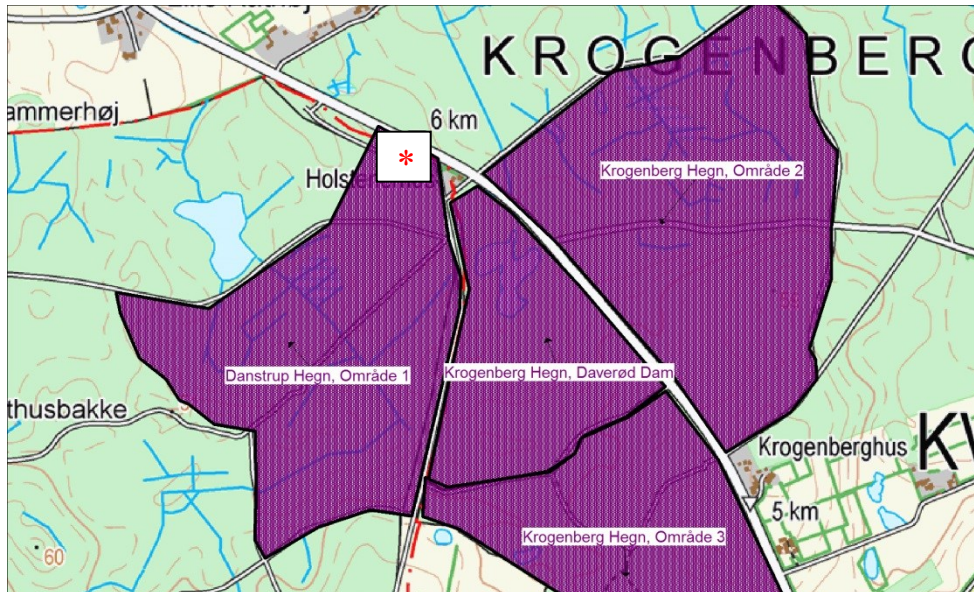 KROGENBERG
ammerhøj
6 km
*
Krogenberg Hegn, Område 2
Danstrup Hegn, Område 1
Krogenberg Hegn, Daverød Dam
thusbakke
Krogenberghus
KV
5 km
Krogenberg Hegn, Område 3
60